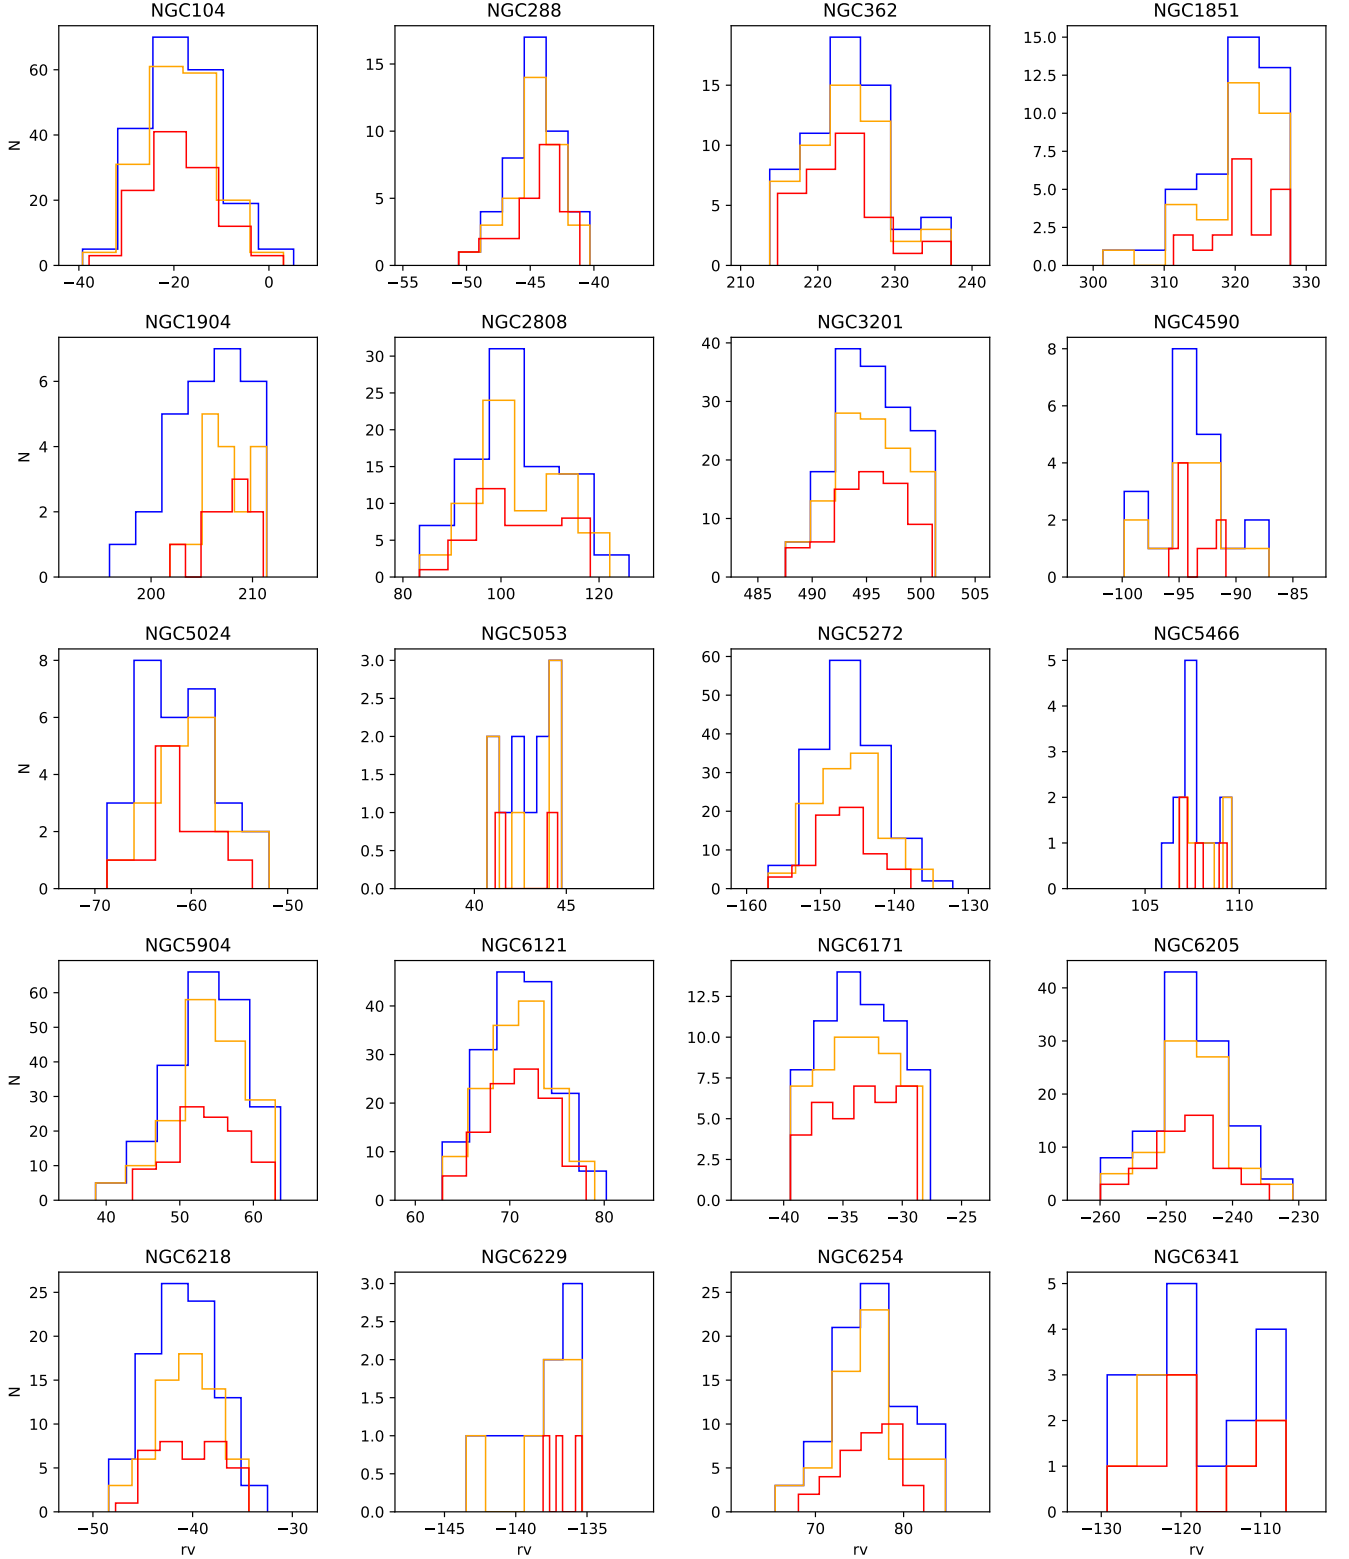 NGC104 NGC288 NGC362 NGC1851
N
0 20 40 60
−40 −20 0
0 5 10 15
−55 −50 −45 −40
0 5 10 15
210 220 230 240
0.0 2.5 5.0 7.5 10.0 12.5 15.0
300 310 320 330
NGC1904 NGC2808 NGC3201 NGC4590
N
0 2 4 6
200 210
0 5 10 15 20 25 30
80 100 120
0 10 20 30 40
485 490 495 500 505
0 2 4 6 8
−100 −95 −90 −85
NGC5024 NGC5053 NGC5272 NGC5466
N
0 2 4 6 8
−70 −60 −50
0.0 0.5 1.0 1.5 2.0 2.5 3.0
40 45
0 10 20 30 40 50 60
−160 −150 −140 −130
0 1 2 3 4 5
105 110
NGC5904 NGC6121 NGC6171 NGC6205
N
0 10 20 30 40 50 60
40 50 60
0 10 20 30 40
60 70 80
0.0 2.5 5.0 7.5 10.0 12.5
−40 −35 −30 −25
0 10 20 30 40
−260 −250 −240 −230
NGC6218 NGC6229 NGC6254 NGC6341
N
0 5 10 15 20 25
−50 −40 −30
rv
0.0 0.5 1.0 1.5 2.0 2.5 3.0
−145 −140 −135
rv
0 5 10 15 20 25
70 80
rv
0 1 2 3 4 5
−130 −120 −110
rv